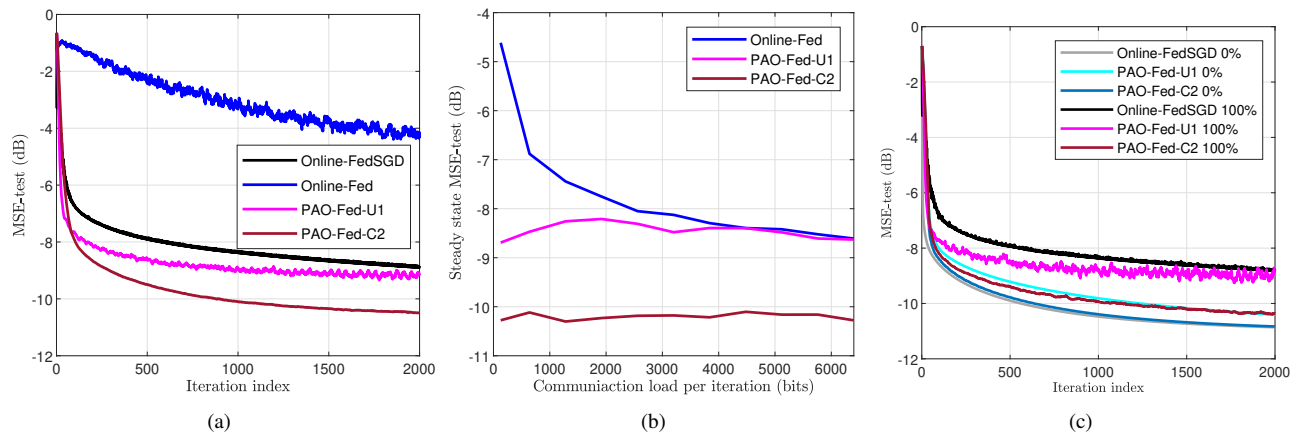 -2
-4
-6
-8
-10
-12
MSE-test (dB)
0
500
1000
1500
2000
Iteration index
Online-FedSGD
Online-Fed
PAO-Fed-U1
PAO-Fed-C2
(a)
-4
-5
-6
-7
-8
-9
-10
-11
Steady state MSE-test (dB)
0
1000
2000
3000
4000
5000
6000
Communiaction load per iteration (bits)
Online-Fed
PAO-Fed-U1
PAO-Fed-C2
(b)
-2
-4
-6
-8
-10
-12
MSE-test (dB)
0
500
1000
1500
2000
Iteration index
Online-FedSGD 0%
PAO-Fed-U1 0%
PAO-Fed-C2 0%
Online-FedSGD 100%
PAO-Fed-U1 100%
PAO-Fed-C2 100%
(c)